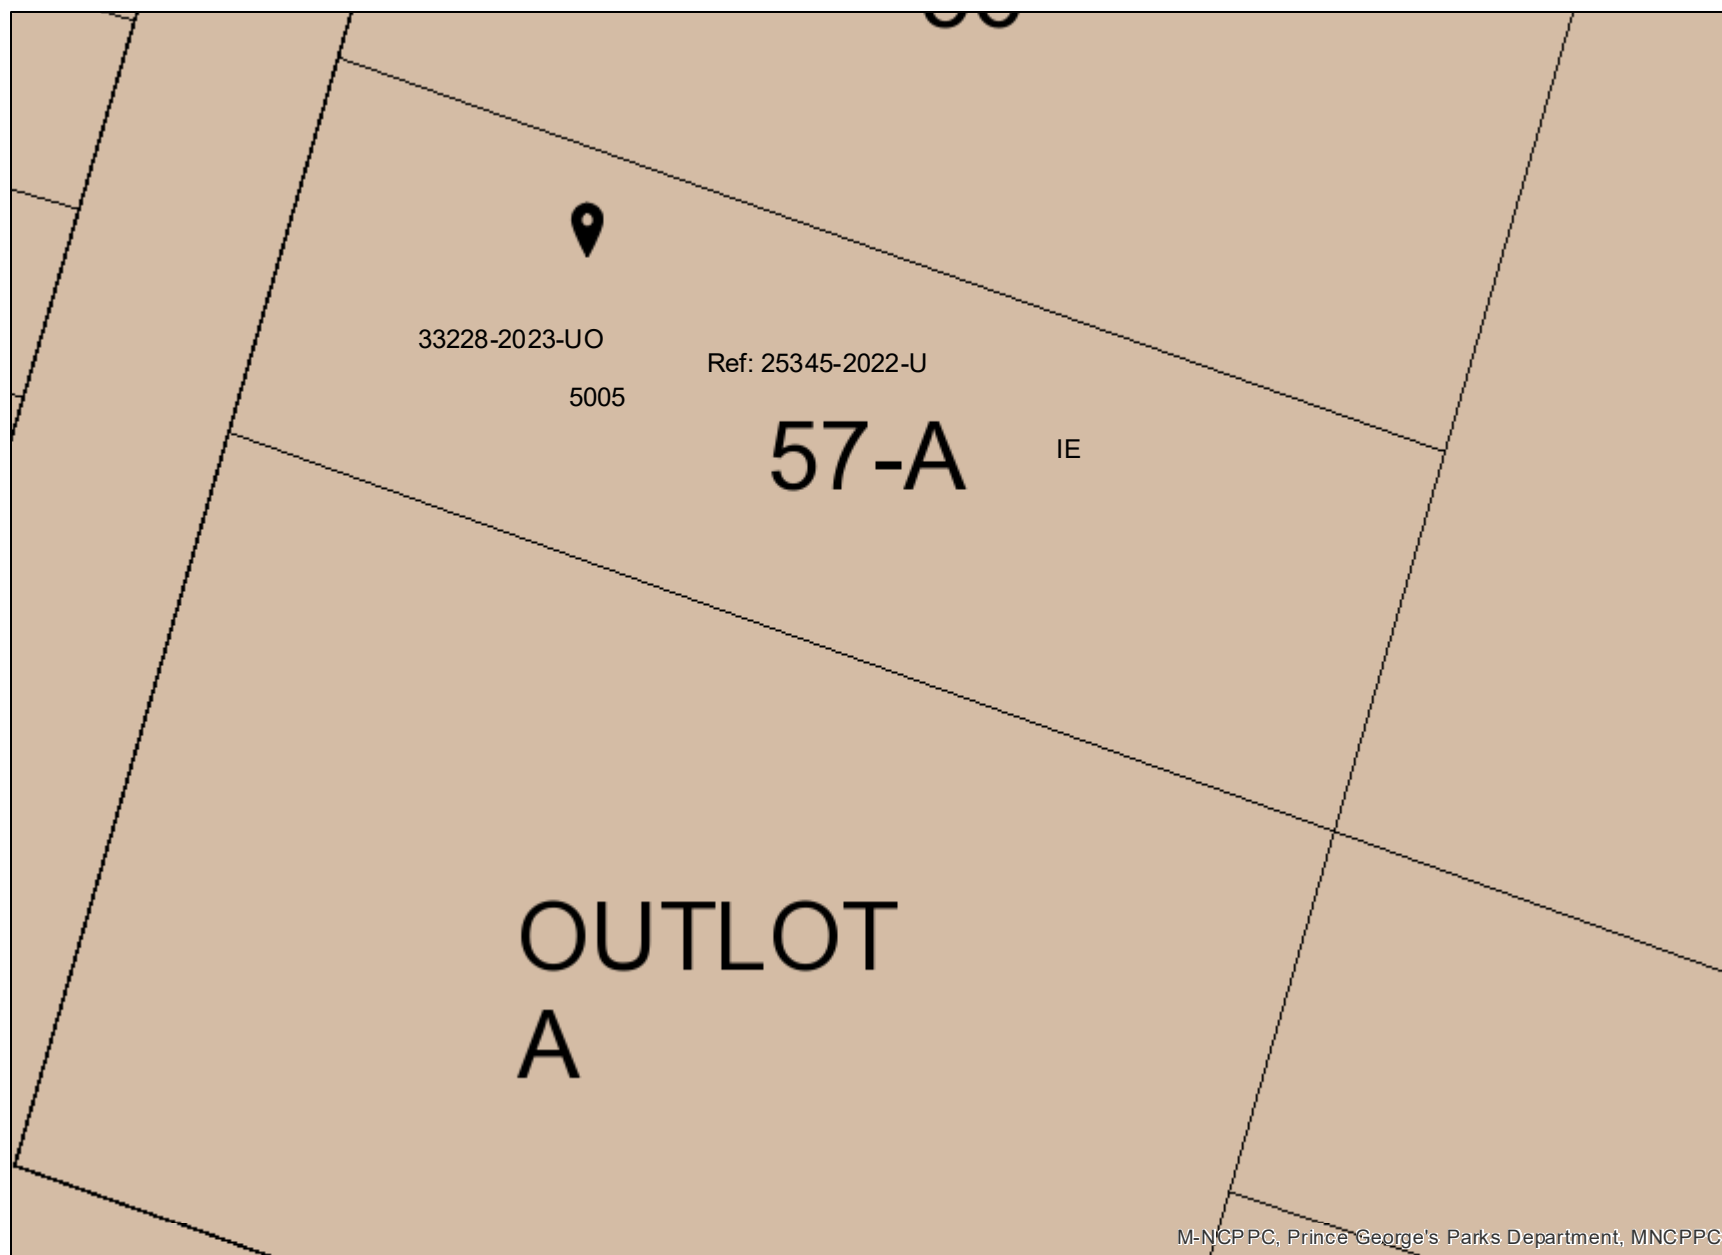 33228-2023-UO
Ref: 25345-2022-U
5005
57-A
IE
OUTLOT
A
M-NCPPC, Prince George's Parks Department, MNCPPC